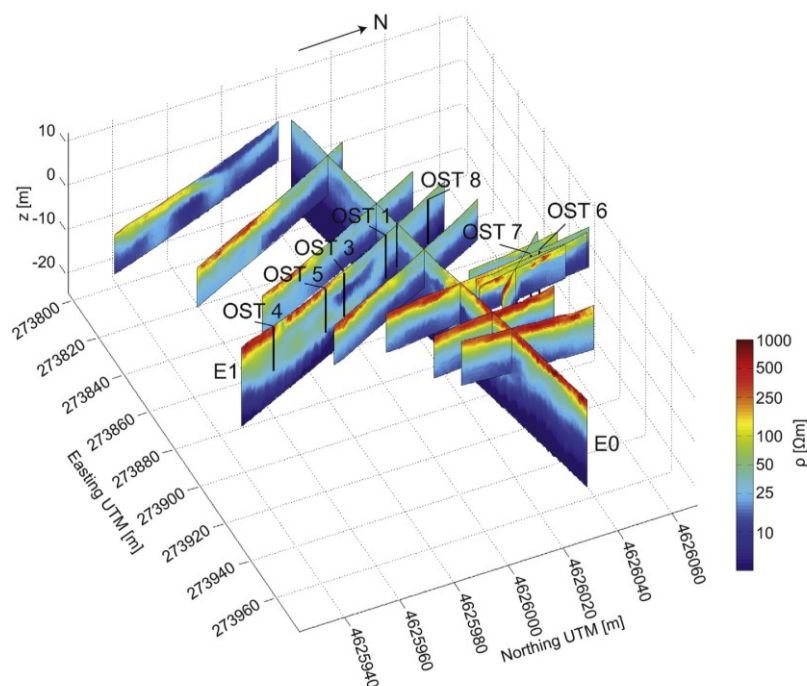 N
10
0
-10
-20
z [m]
OST 8
OST 1
OST 6
OST 7
OST 3
OST 5
OST 4
E1
E0
273800
273820
273840
273860
273880
273900
273920
273940
273960
Easting UTM [m]
4625940
4625960
4625980
4626000
4626020
4626040
4626060
Northing UTM [m]
1000
500
250
100
50
25
10
ρ [Ωm]